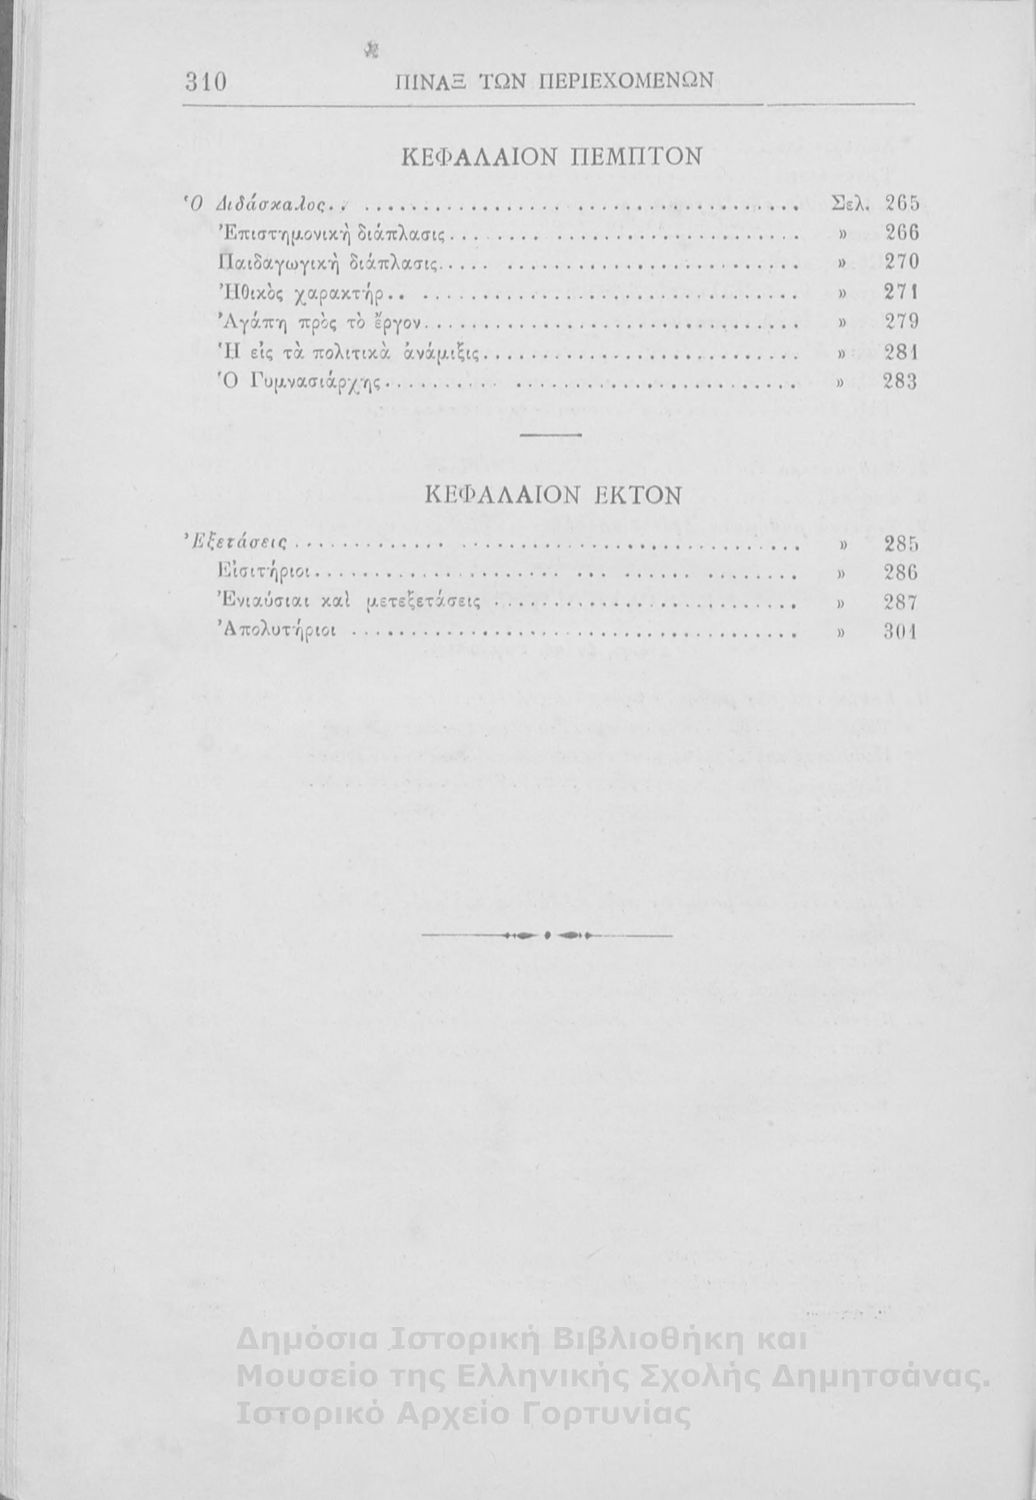 310 ΠΙΝΑΞ ΤΩΝ ΠΕΡΙΕΧΟΜΕΝΩΝ
ΚΕΦΑΛΑΙΟΝ ΠΕΜΠΤΟΝ
Ὁ Διδάσκαλος. . . . . . . . . . Σελ. 265
Ἐπιστημονικὴ διάπλασις. . . . . . . . . . » 266
Παιδαγωγικὴ διάπλασις. . . . . . . . . . » 270
Ἠθικὸς χαρακτήρ. . . . . . . . . . » 271
Ἀγάπη πρὸς τὸ ἔργον. . . . . . . . . . » 279
Ἡ εἰς τὰ πολιτικὰ ἀνάμιξις. . . . . . . . . . » 281
Ὁ Γυμνασιάρχης. . . . . . . . . . » 283
ΚΕΦΑΛΑΙΟΝ ΕΚΤΟΝ
Ἐξετάσεις . . . . . . . . . . » 285
Εἰσιτήριοι. . . . . . . . . . » 286
Ἐνιαύσιαι καὶ μετεξετάσεις . . . . . . . . . . » 287
Ἀπολυτήριοι . . . . . . . . . . » 301
Δημόσια Ιστορική Βιβλιοθήκη και
Μουσείο της Ελληνικής Σχολής Δημητσάνας.
Ιστορικό Αρχείο Γορτυνίας